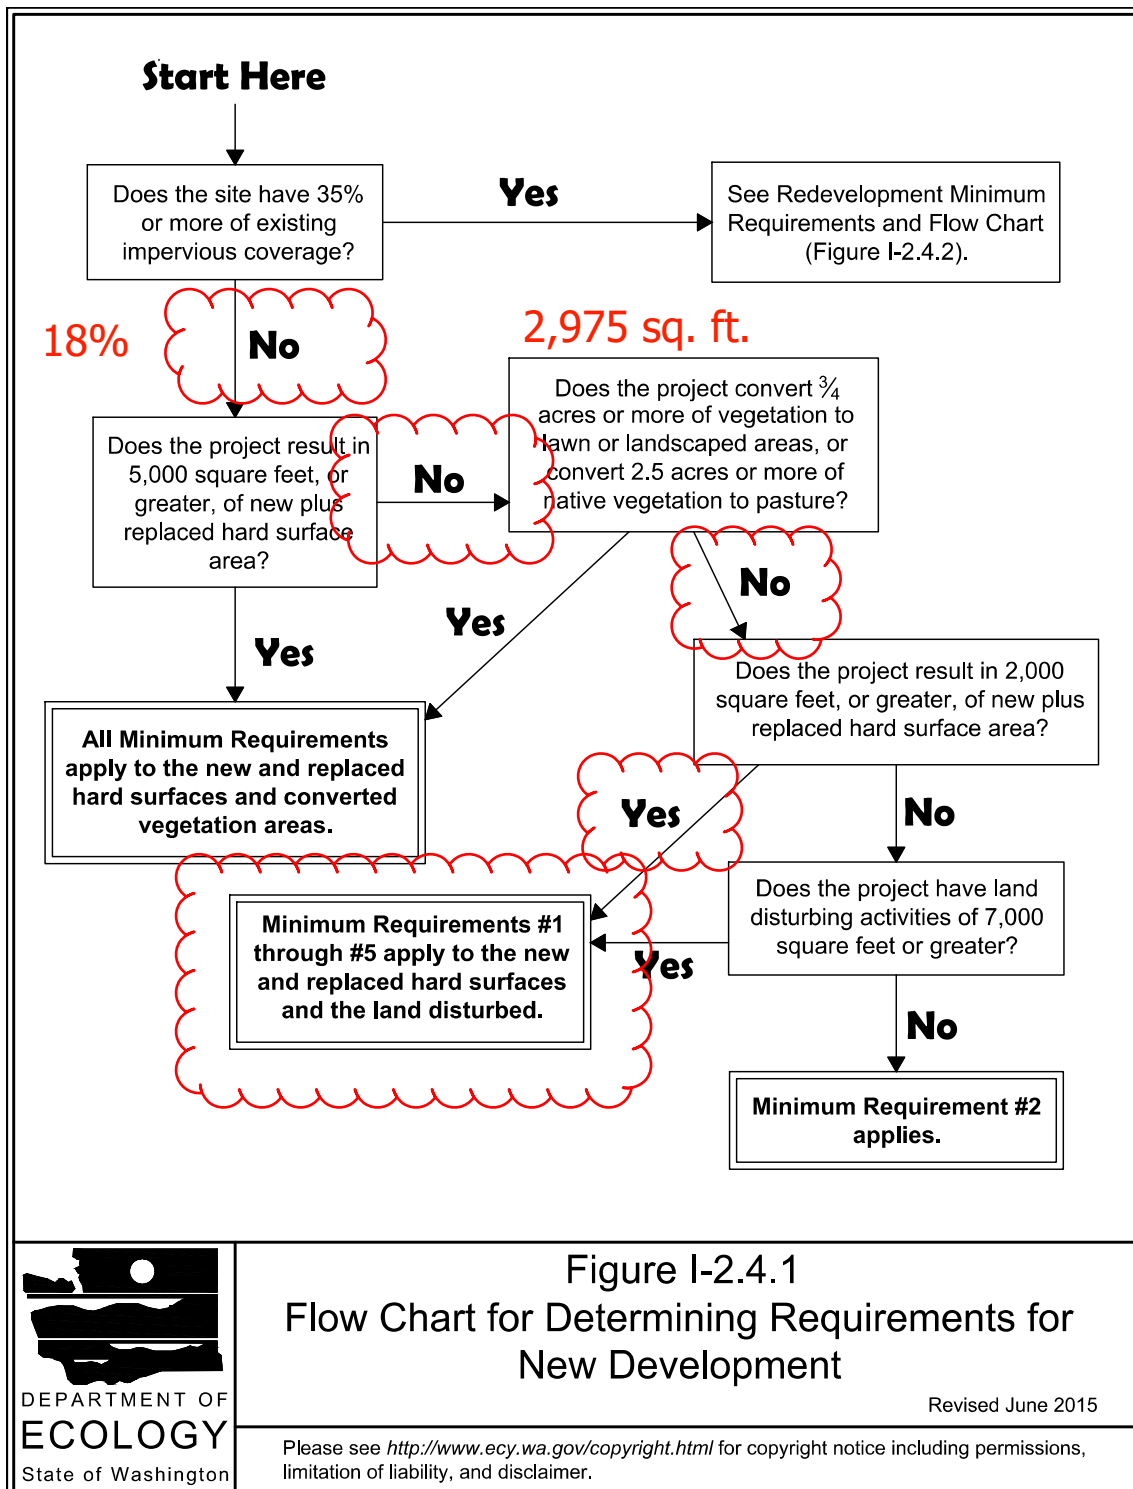 Start Here
Does the site have 35%
or more of existing
impervious coverage?
Yes
See Redevelopment Minimum
Requirements and Flow Chart
(Figure I-2.4.2).
18%
No
2,975 sq. ft.
Does the project result in
5,000 square feet, or
greater, of new plus
replaced hard surface
area?
No
Does the project convert ¾
acres or more of vegetation to
lawn or landscaped areas, or
convert 2.5 acres or more of
native vegetation to pasture?
Yes
Yes
No
Does the project result in 2,000
square feet, or greater, of new plus
replaced hard surface area?
All Minimum Requirements
apply to the new and replaced
hard surfaces and converted
vegetation areas.
Yes
No
Minimum Requirements #1
through #5 apply to the new
and replaced hard surfaces
and the land disturbed.
Yes
Does the project have land
disturbing activities of 7,000
square feet or greater?
No
Minimum Requirement #2
applies.
DEPARTMENT OF
ECOLOGY
State of Washington
Figure I-2.4.1
Flow Chart for Determining Requirements for
New Development
Revised June 2015
Please see http://www.ecy.wa.gov/copyright.html for copyright notice including permissions,
limitation of liability, and disclaimer.